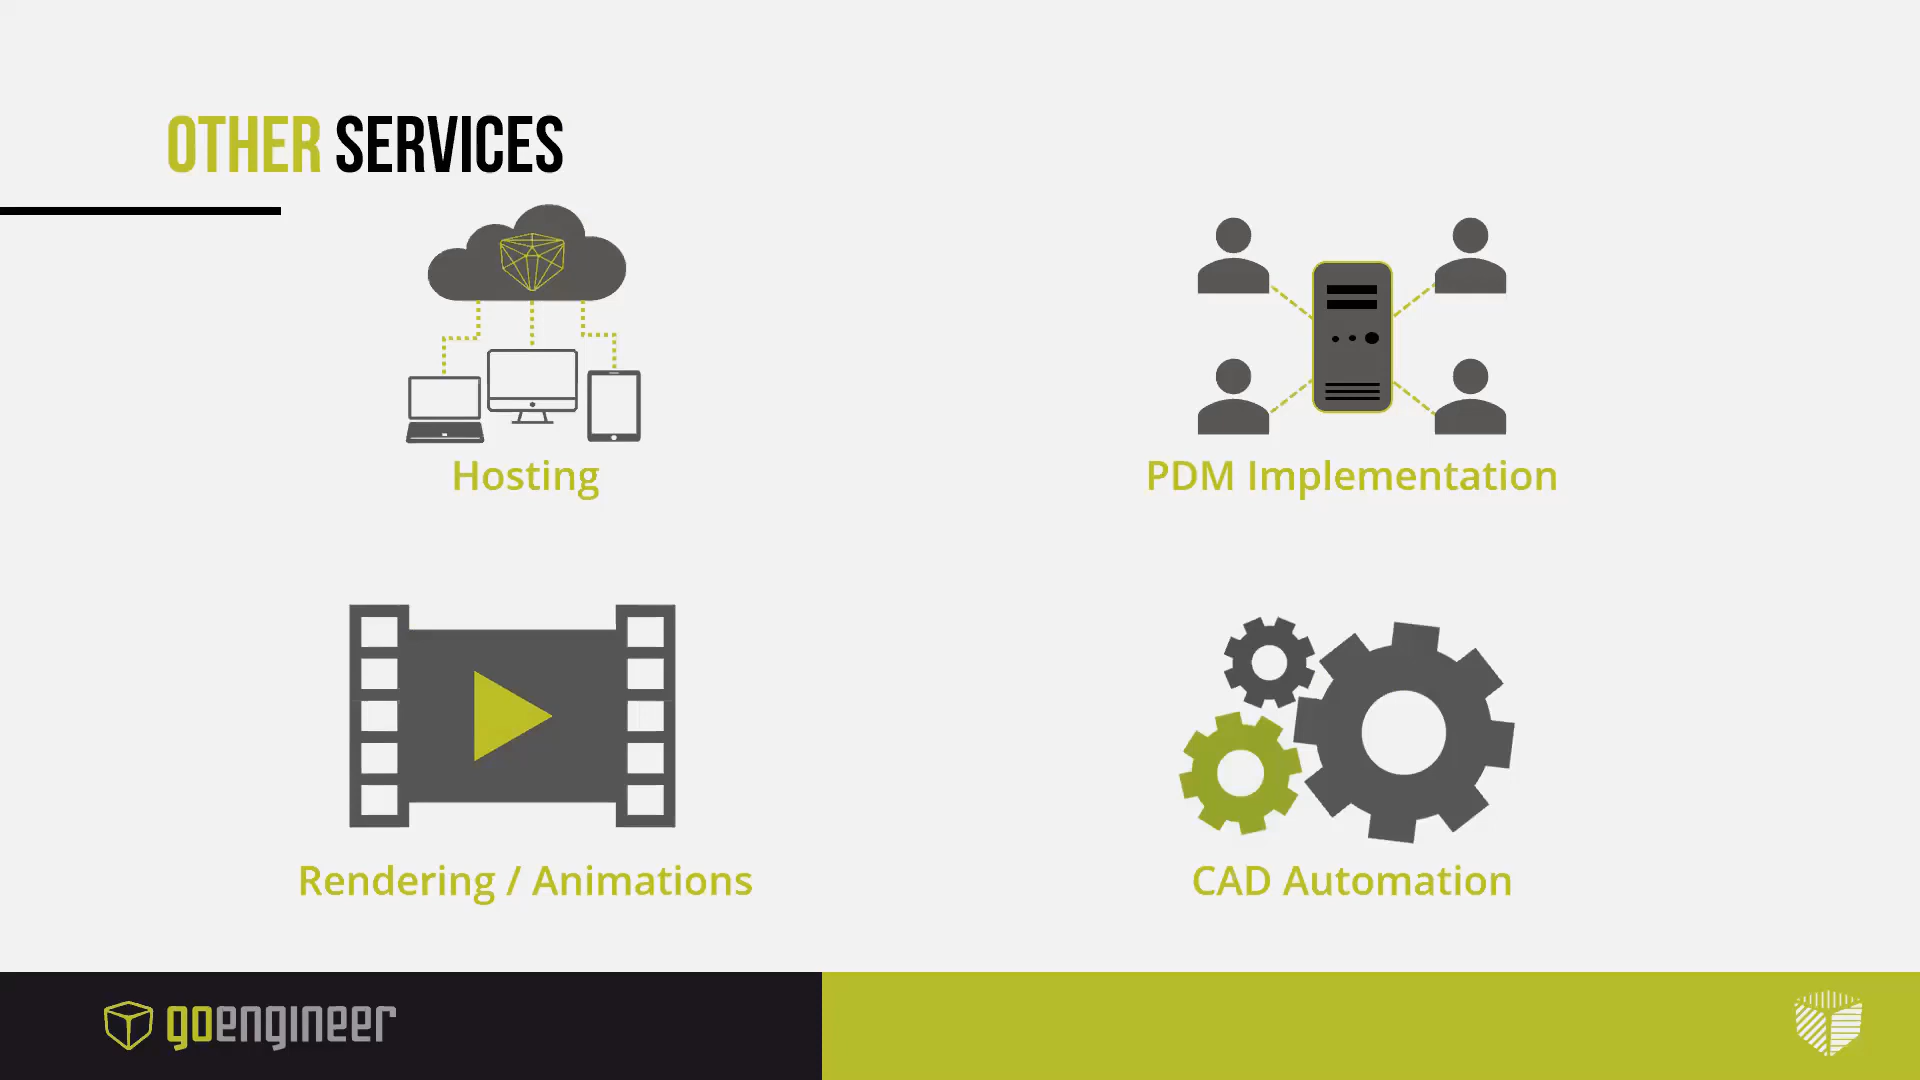 OTHER SERVICES
Hosting
PDM Implementation
Rendering / Animations
CAD Automation
goengineer